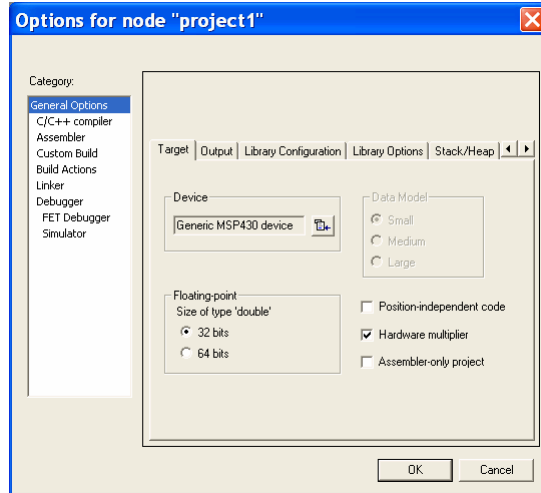 Options for node "project1"
Category:
General Options
C/C++ compiler
Assembler
Custom Build
Build Actions
Linker
Debugger
FET Debugger
Simulator
Target
Output
Library Configuration
Library Options
Stack/Heap
Device
Generic MSP430 device
Data Model
Small
Medium
Large
Floating-point
Size of type 'double'
32 bits
64 bits
Position-independent code
Hardware multiplier
Assembler-only project
OK
Cancel